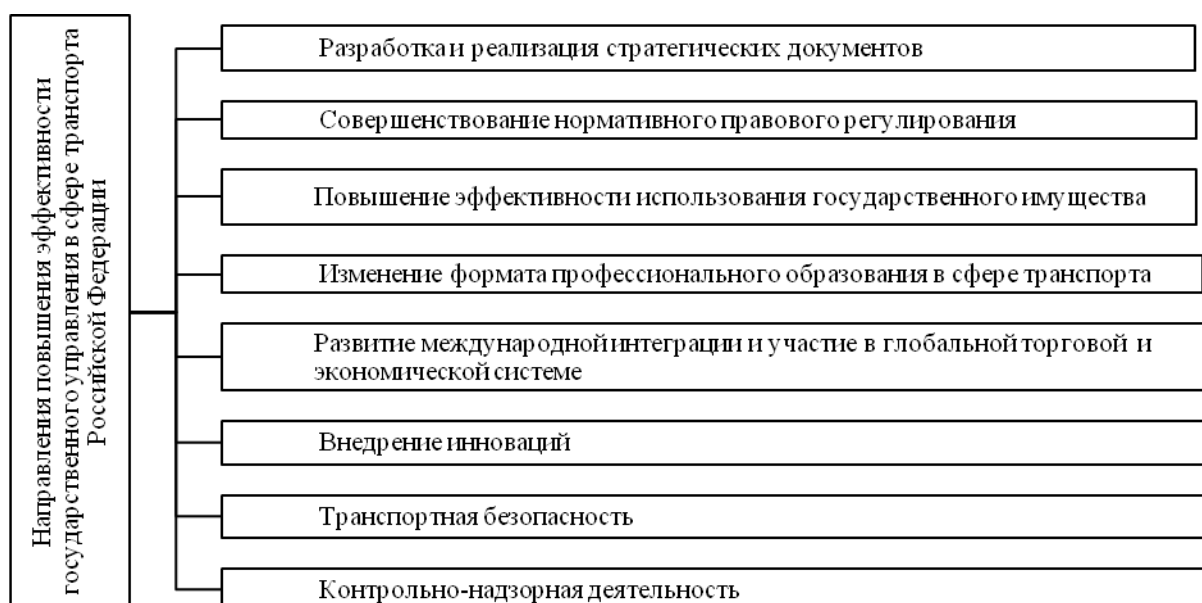 Направления повышения эффективности
государственного управления в сфере транспорта
Российской Федерации
Разработка и реализация стратегических документов
Совершенствование нормативного правового регулирования
Повышение эффективности использования государственного имущества
Изменение формата профессионального образования в сфере транспорта
Развитие международной интеграции и участие в глобальной торговой и
экономической системе
Внедрение инноваций
Транспортная безопасность
Контрольно-надзорная деятельность